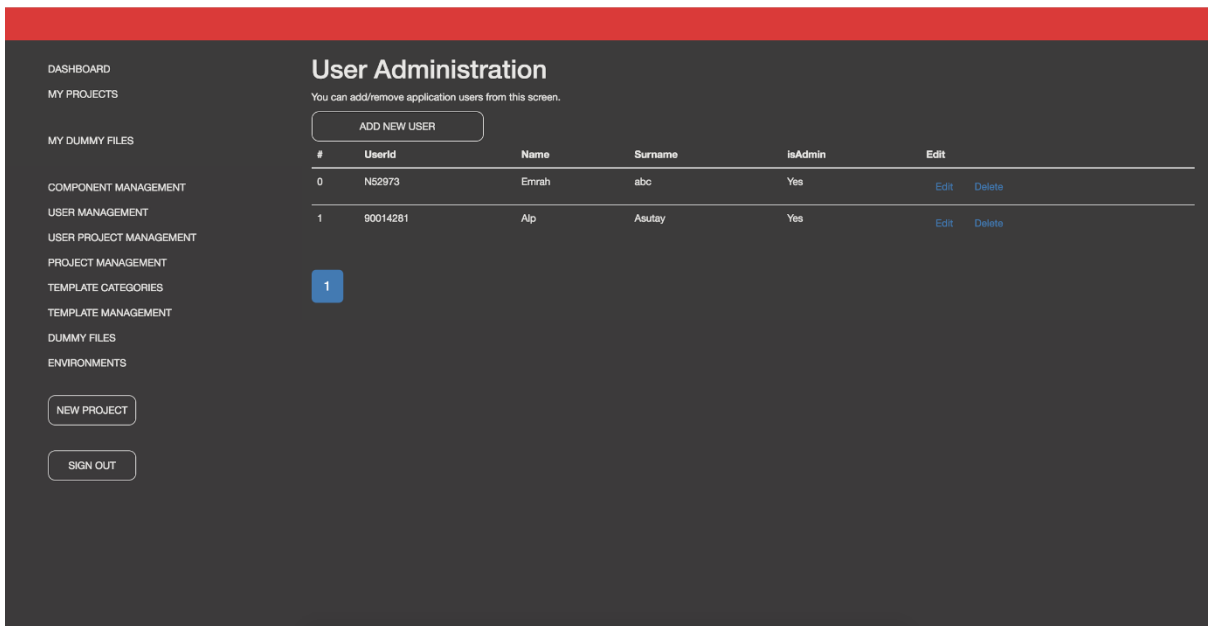 DASHBOARD
MY PROJECTS
MY DUMMY FILES
COMPONENT MANAGEMENT
USER MANAGEMENT
USER PROJECT MANAGEMENT
PROJECT MANAGEMENT
TEMPLATE CATEGORIES
TEMPLATE MANAGEMENT
DUMMY FILES
ENVIRONMENTS
NEW PROJECT
SIGN OUT
User Administration
You can add/remove application users from this screen.
ADD NEW USER
# UserId Name Surname isAdmin Edit
0 N52973 Emrah abc Yes Edit Delete
1 90014281 Alp Asutay Yes Edit Delete
1